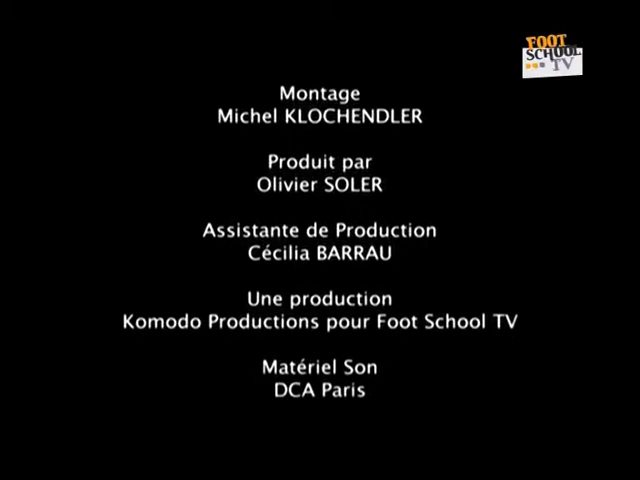 FOOT
SCHOOL
TV
Montage
Michel KLOCHENDLER
Produit par
Olivier SOLER
Assistante de Production
Cécilia BARRAU
Une production
Komodo Productions pour Foot School TV
Matériel Son
DCA Paris